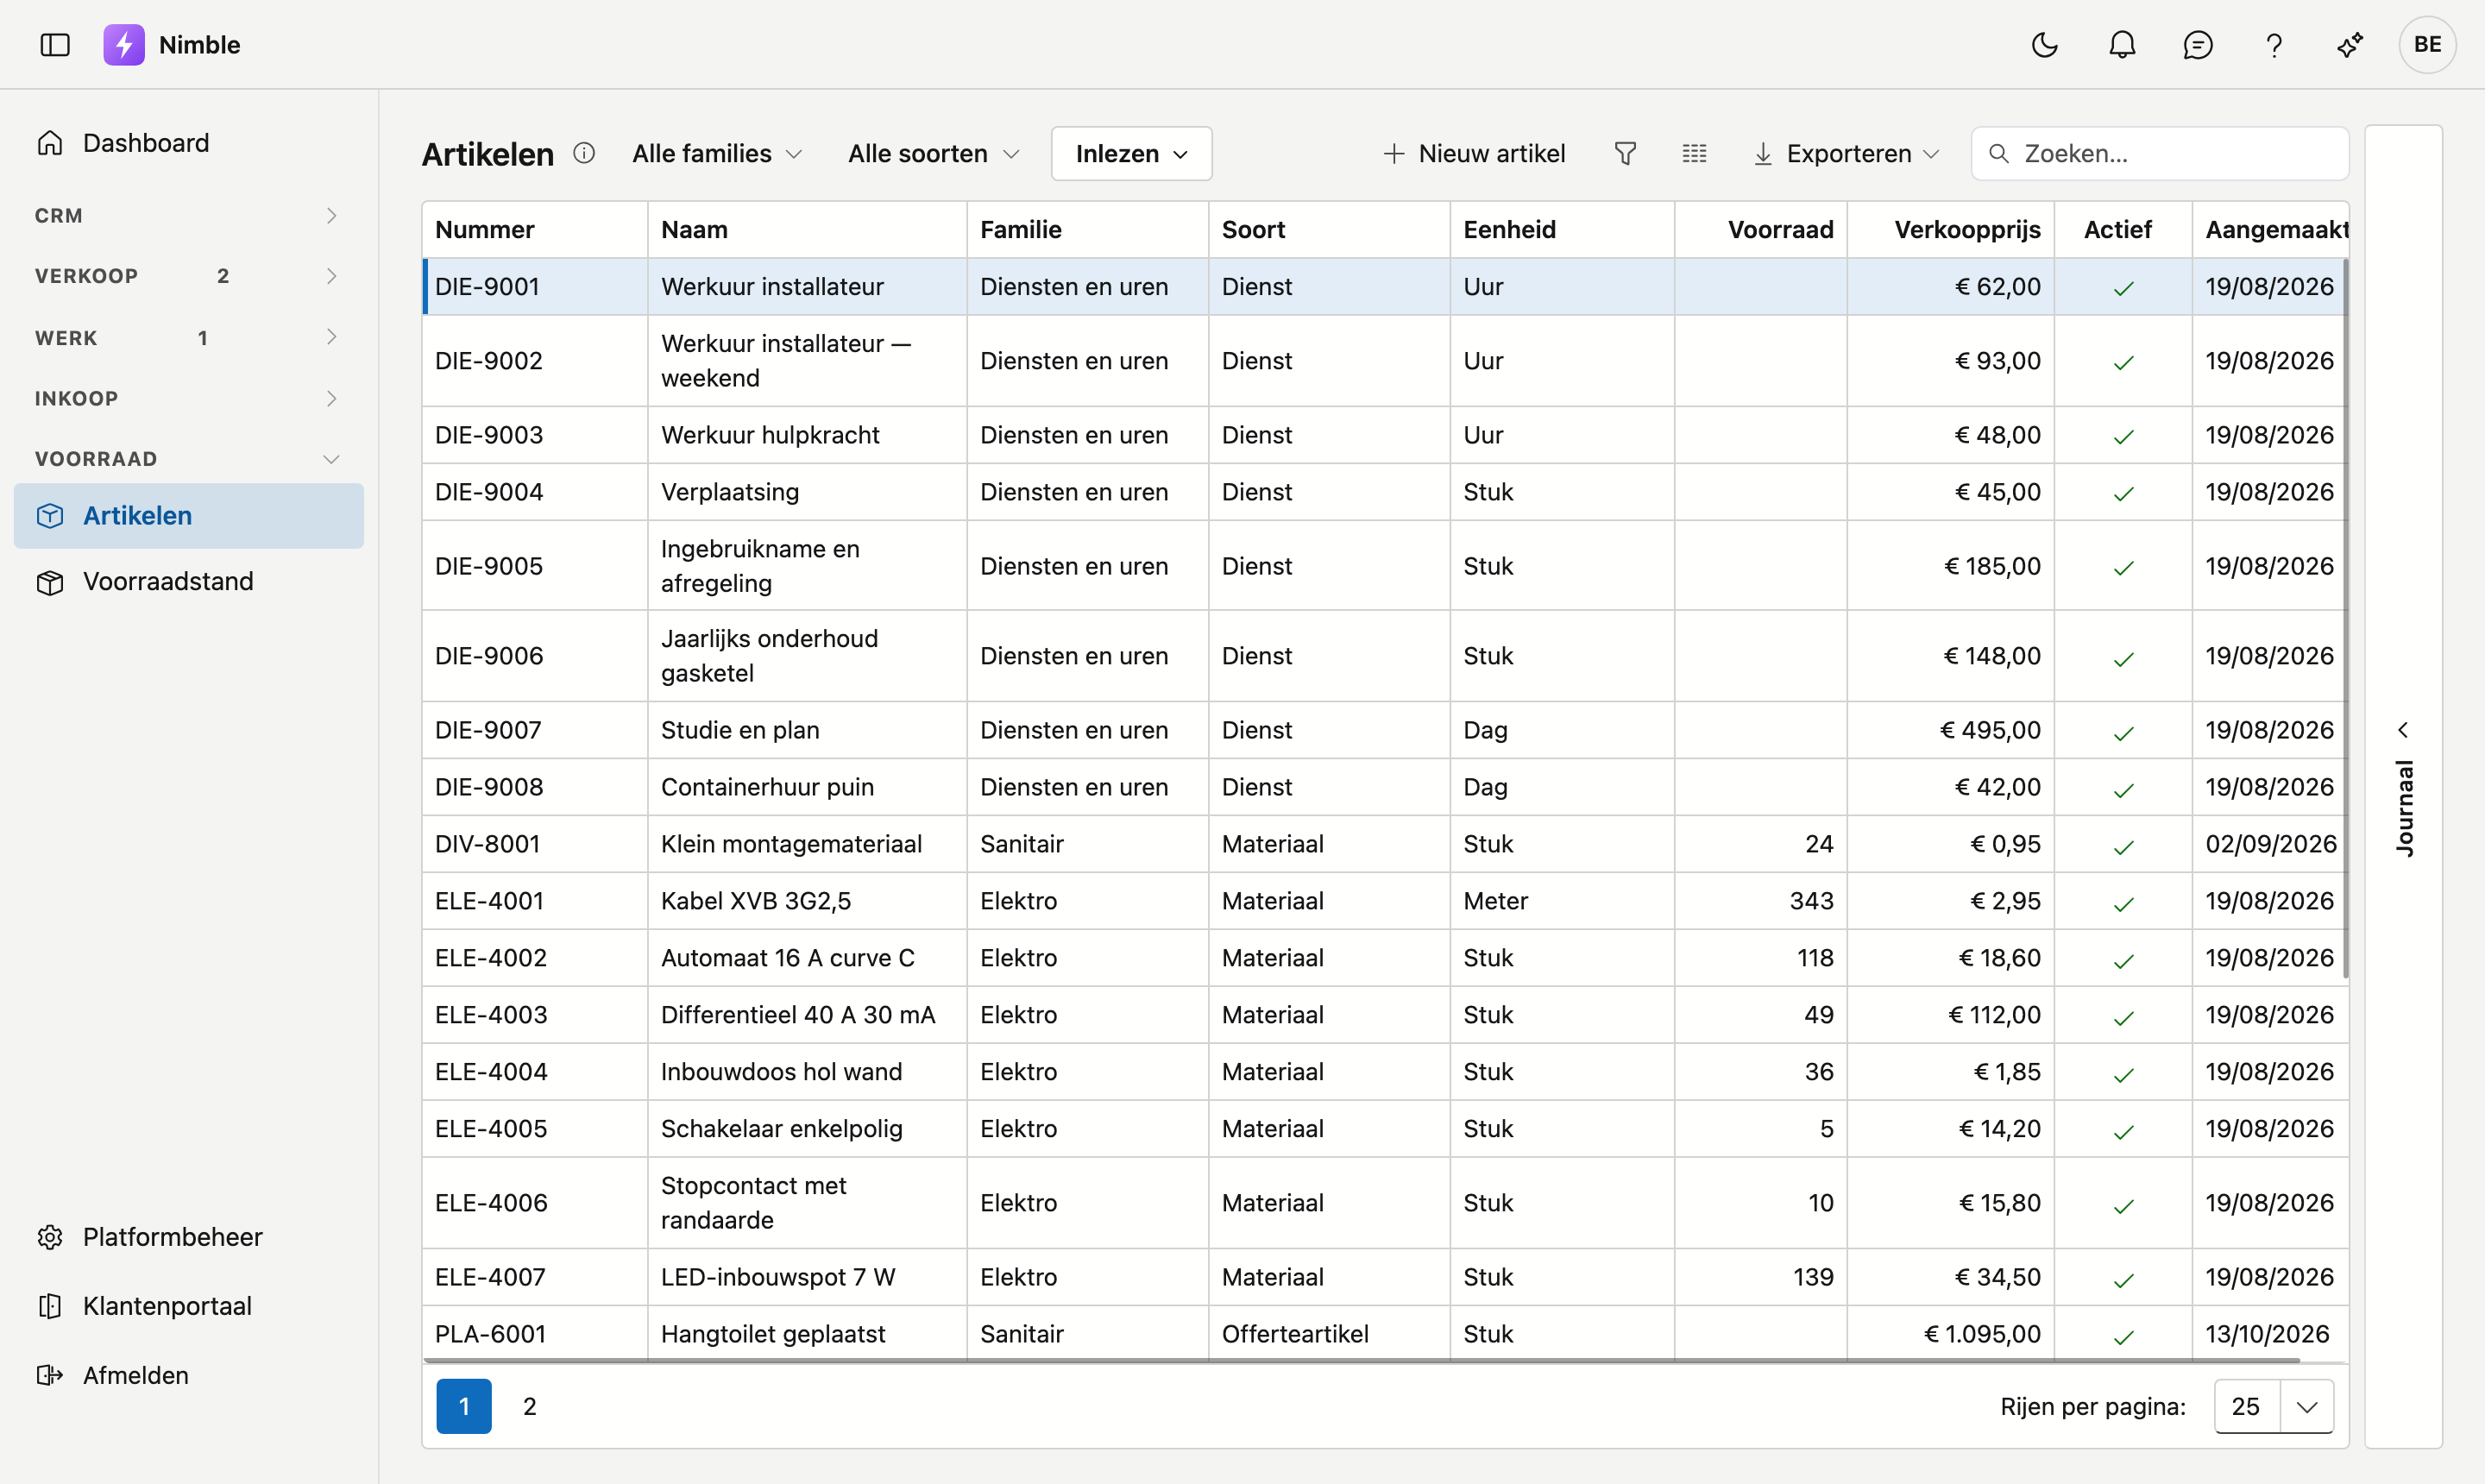 Nimble
BE
Dashboard
CRM
VERKOOP 2
WERK 1
INKOOP
VOORRAAD
Artikelen
Voorraadstand
Platformbeheer
Klantenportaal
Afmelden
Artikelen Alle families Alle soorten Inlezen Nieuw artikel Exporteren Zoeken...
Nummer Naam Familie Soort Eenheid Voorraad Verkoopprijs Actief Aangemaakt
DIE-9001 Werkuur installateur Diensten en uren Dienst Uur € 62,00 19/08/2026
DIE-9002 Werkuur installateur — weekend Diensten en uren Dienst Uur € 93,00 19/08/2026
DIE-9003 Werkuur hulpkracht Diensten en uren Dienst Uur € 48,00 19/08/2026
DIE-9004 Verplaatsing Diensten en uren Dienst Stuk € 45,00 19/08/2026
DIE-9005 Ingebruikname en afregeling Diensten en uren Dienst Stuk € 185,00 19/08/2026
DIE-9006 Jaarlijks onderhoud gasketel Diensten en uren Dienst Stuk € 148,00 19/08/2026
DIE-9007 Studie en plan Diensten en uren Dienst Dag € 495,00 19/08/2026
DIE-9008 Containerhuur puin Diensten en uren Dienst Dag € 42,00 19/08/2026
DIV-8001 Klein montagemateriaal Sanitair Materiaal Stuk 24 € 0,95 02/09/2026
ELE-4001 Kabel XVB 3G2,5 Elektro Materiaal Meter 343 € 2,95 19/08/2026
ELE-4002 Automaat 16 A curve C Elektro Materiaal Stuk 118 € 18,60 19/08/2026
ELE-4003 Differentieel 40 A 30 mA Elektro Materiaal Stuk 49 € 112,00 19/08/2026
ELE-4004 Inbouwdoos hol wand Elektro Materiaal Stuk 36 € 1,85 19/08/2026
ELE-4005 Schakelaar enkelpolig Elektro Materiaal Stuk 5 € 14,20 19/08/2026
ELE-4006 Stopcontact met randaarde Elektro Materiaal Stuk 10 € 15,80 19/08/2026
ELE-4007 LED-inbouwspot 7 W Elektro Materiaal Stuk 139 € 34,50 19/08/2026
PLA-6001 Hangtoilet geplaatst Sanitair Offerteartikel Stuk € 1.095,00 13/10/2026
1 2 Rijen per pagina: 25
Journaal